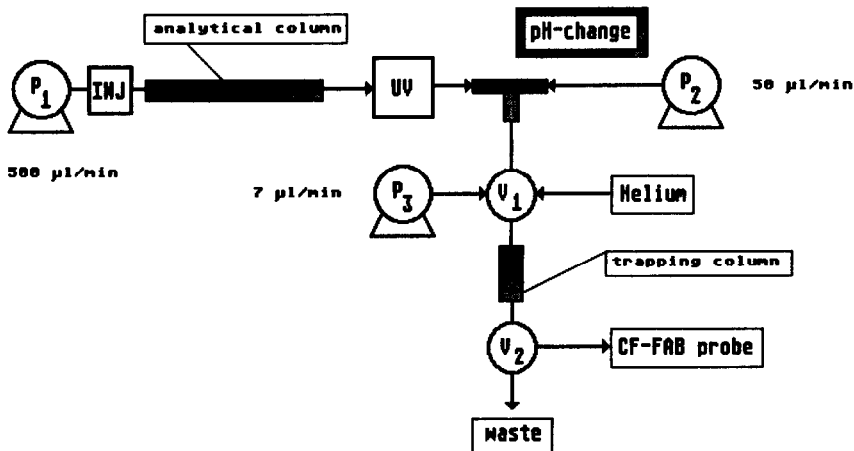 analytical column
pH-change
P1
INJ
UV
P2
50 µl/min
500 µl/min
7 µl/min
P3
V1
Helium
trapping column
V2
CF-FAB probe
waste